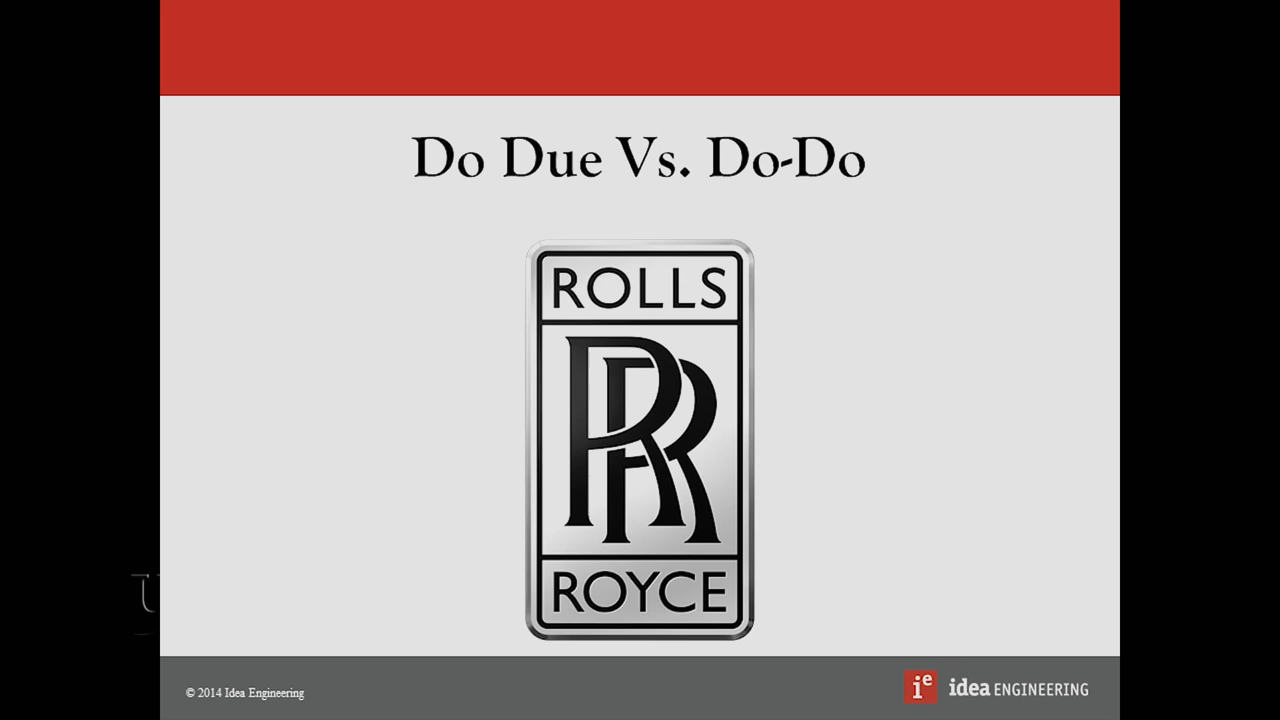 Do Due Vs. Do-Do
ROLLS
RR
ROYCE
© 2014 Idea Engineering
ie idea ENGINEERING